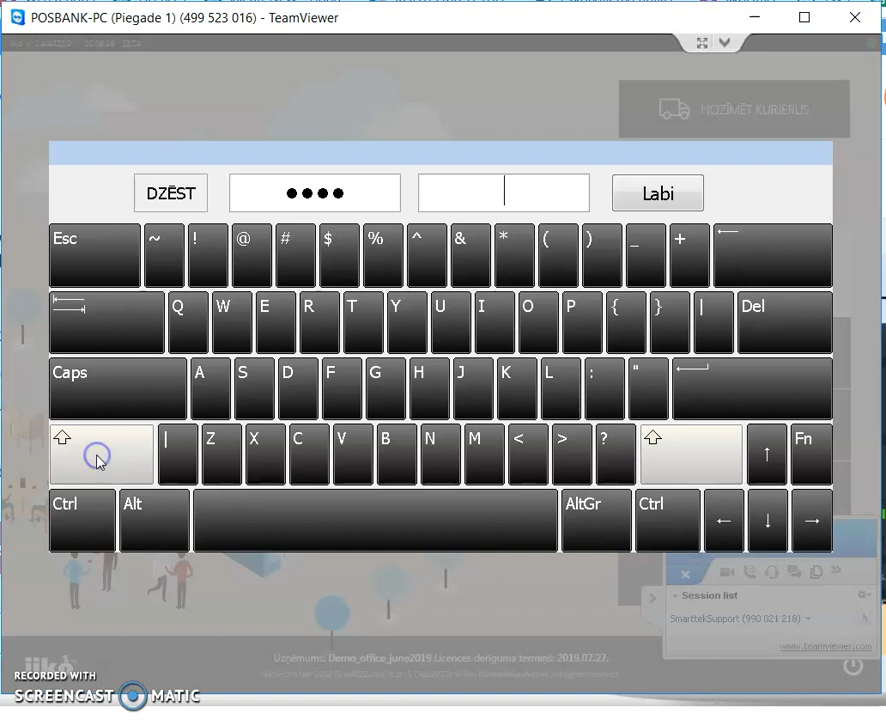 POSBANK-PC (Piegade 1) (499 523 016) - TeamViewer
NOZĪMĒT KURJERUS
DZĒST
●●●●
Labi
Esc ~ ! @ # $ % ^ & * ( ) _ +
Q W E R T Y U I O P { } | Del
Caps A S D F G H J K L : "
| Z X C V B N M < > ? Fn
Ctrl Alt AltGr Ctrl
Session list
SmarttekSupport (990 021 218)
www.teamviewer.com
Uzņēmums: Demo_office_june2019. Licences derīguma termiņš: 2019.07.27.
iiko
RECORDED WITH
SCREENCAST MATIC